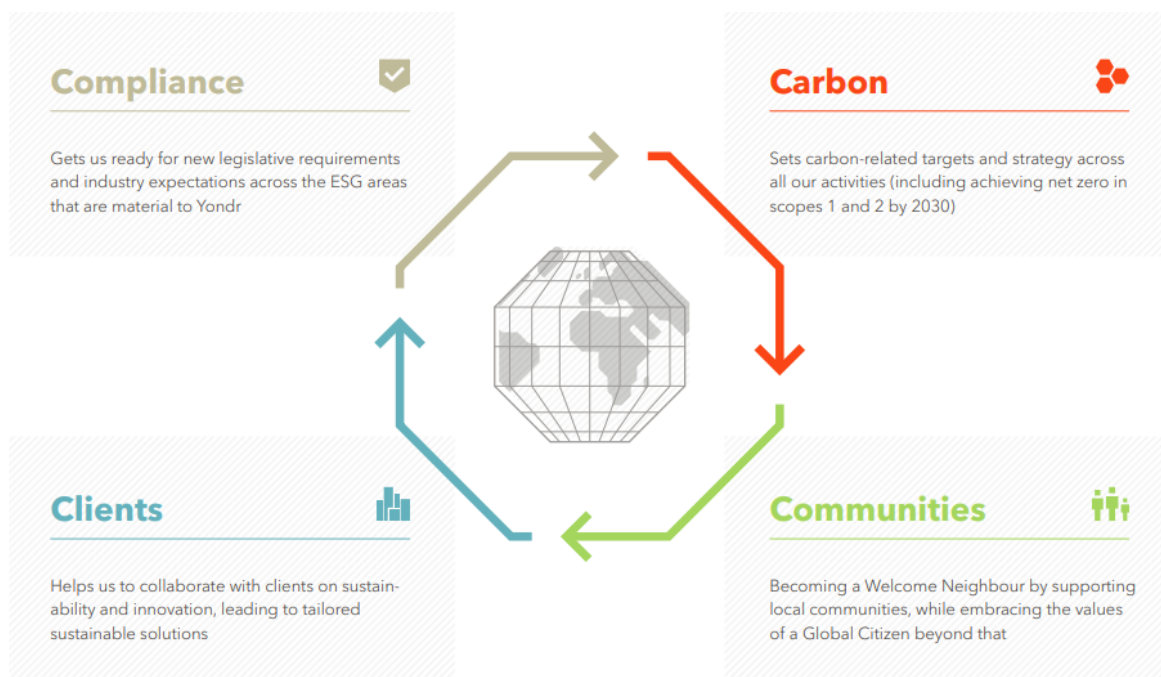 Compliance
Gets us ready for new legislative requirements
and industry expectations across the ESG areas
that are material to Yondr
Carbon
Sets carbon-related targets and strategy across
all our activities (including achieving net zero in
scopes 1 and 2 by 2030)
Clients
Helps us to collaborate with clients on sustain-
ability and innovation, leading to tailored
sustainable solutions
Communities
Becoming a Welcome Neighbour by supporting
local communities, while embracing the values
of a Global Citizen beyond that